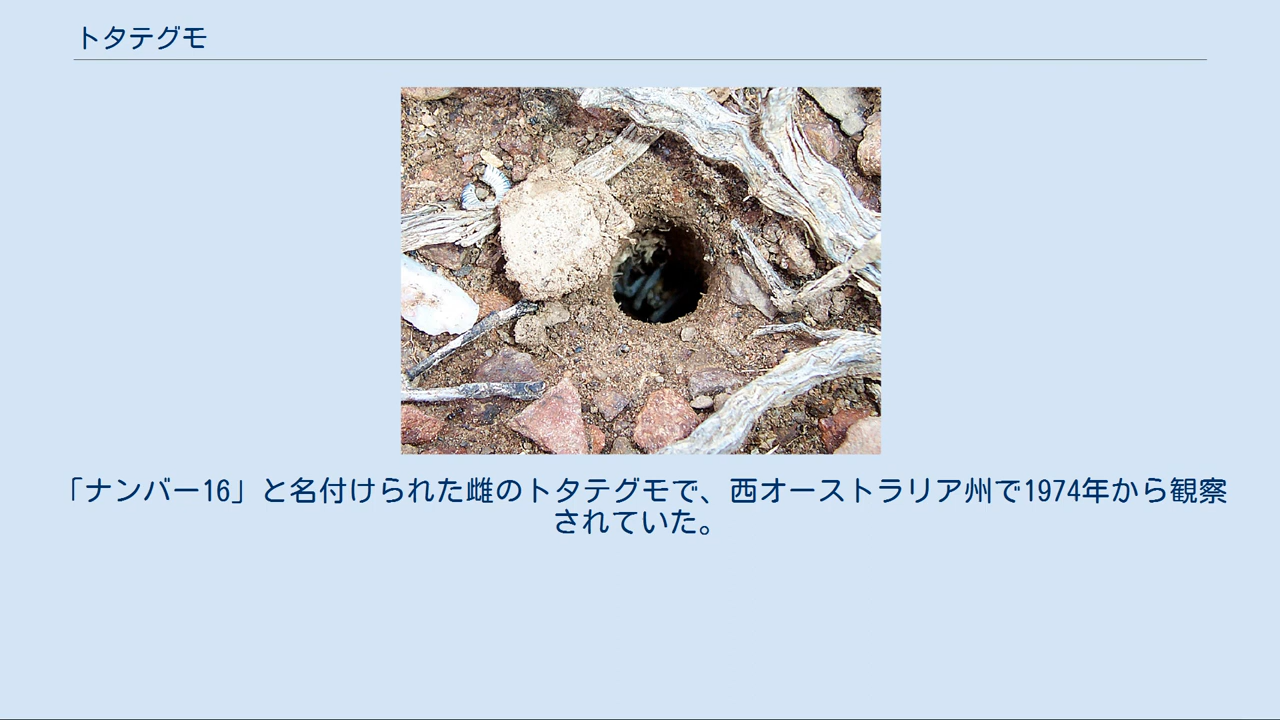 トタテグモ
「ナンバー16」と名付けられた雌のトタテグモで、西オーストラリア州で1974年から観察
されていた。